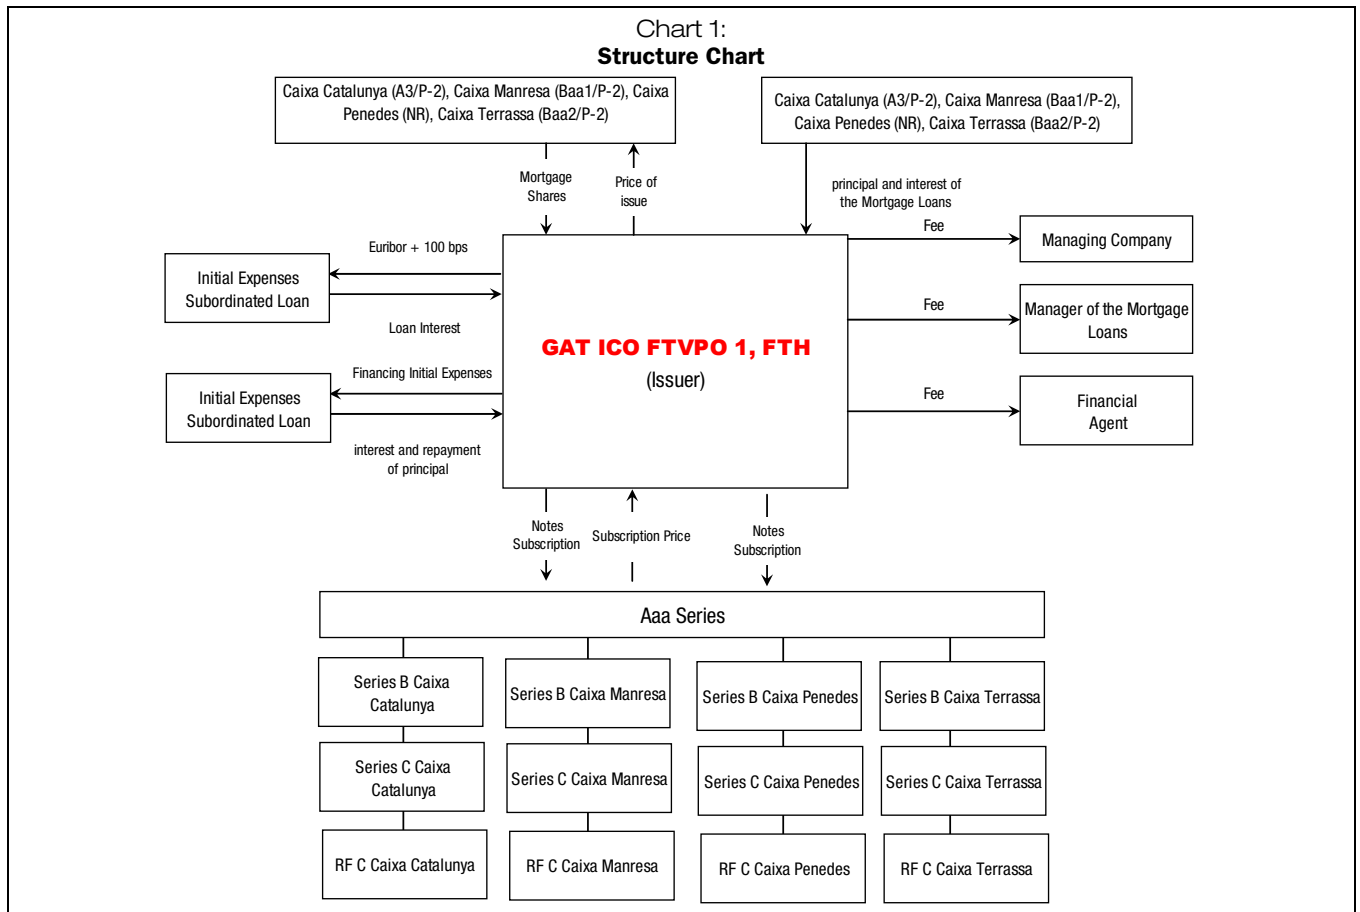 Chart 1:
Structure Chart
Caixa Catalunya (A3/P-2), Caixa Manresa (Baa1/P-2), Caixa
Penedes (NR), Caixa Terrassa (Baa2/P-2)
Caixa Catalunya (A3/P-2), Caixa Manresa (Baa1/P-2),
Caixa Penedes (NR), Caixa Terrassa (Baa2/P-2)
Mortgage
Shares
Price of
issue
principal and interest of
the Mortgage Loans
Fee
Managing Company
Euribor + 100 bps
Initial Expenses
Subordinated Loan
Loan Interest
Fee
Manager of the Mortgage
Loans
GAT ICO FTVPO 1, FTH
(Issuer)
Financing Initial Expenses
Initial Expenses
Subordinated Loan
interest and repayment
of principal
Fee
Financial
Agent
Notes
Subscription
Subscription Price
Notes
Subscription
Aaa Series
Series B Caixa
Catalunya
Series B Caixa Manresa
Series B Caixa Penedes
Series B Caixa Terrassa
Series C Caixa
Catalunya
Series C Caixa Manresa
Series C Caixa Penedes
Series C Caixa Terrassa
RF C Caixa Catalunya
RF C Caixa Manresa
RF C Caixa Penedes
RF C Caixa Terrassa